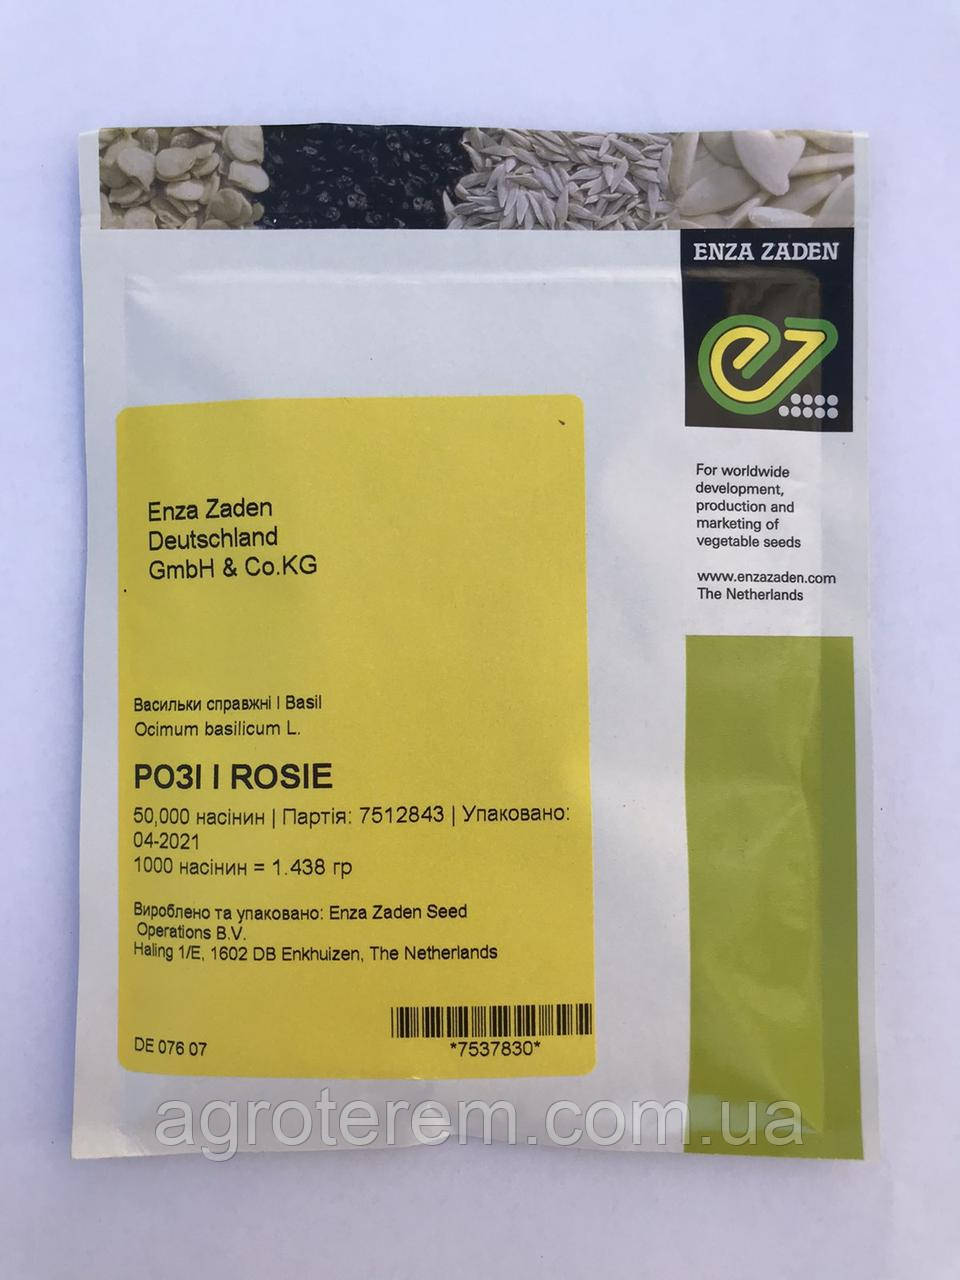 ENZA ZADEN
For worldwide
development,
production and
marketing of
vegetable seeds
www.enzazaden.com
The Netherlands
Enza Zaden
Deutschland
GmbH & Co.KG
Васильки справжні | Basil
Ocimum basilicum L.
РОЗІ | ROSIE
50,000 насінин | Партія: 7512843 | Упаковано:
04-2021
1000 насінин = 1.438 гр
Вироблено та упаковано: Enza Zaden Seed
Operations B.V.
Haling 1/E, 1602 DB Enkhuizen, The Netherlands
DE 076 07
*7537830*
agroterem.com.ua